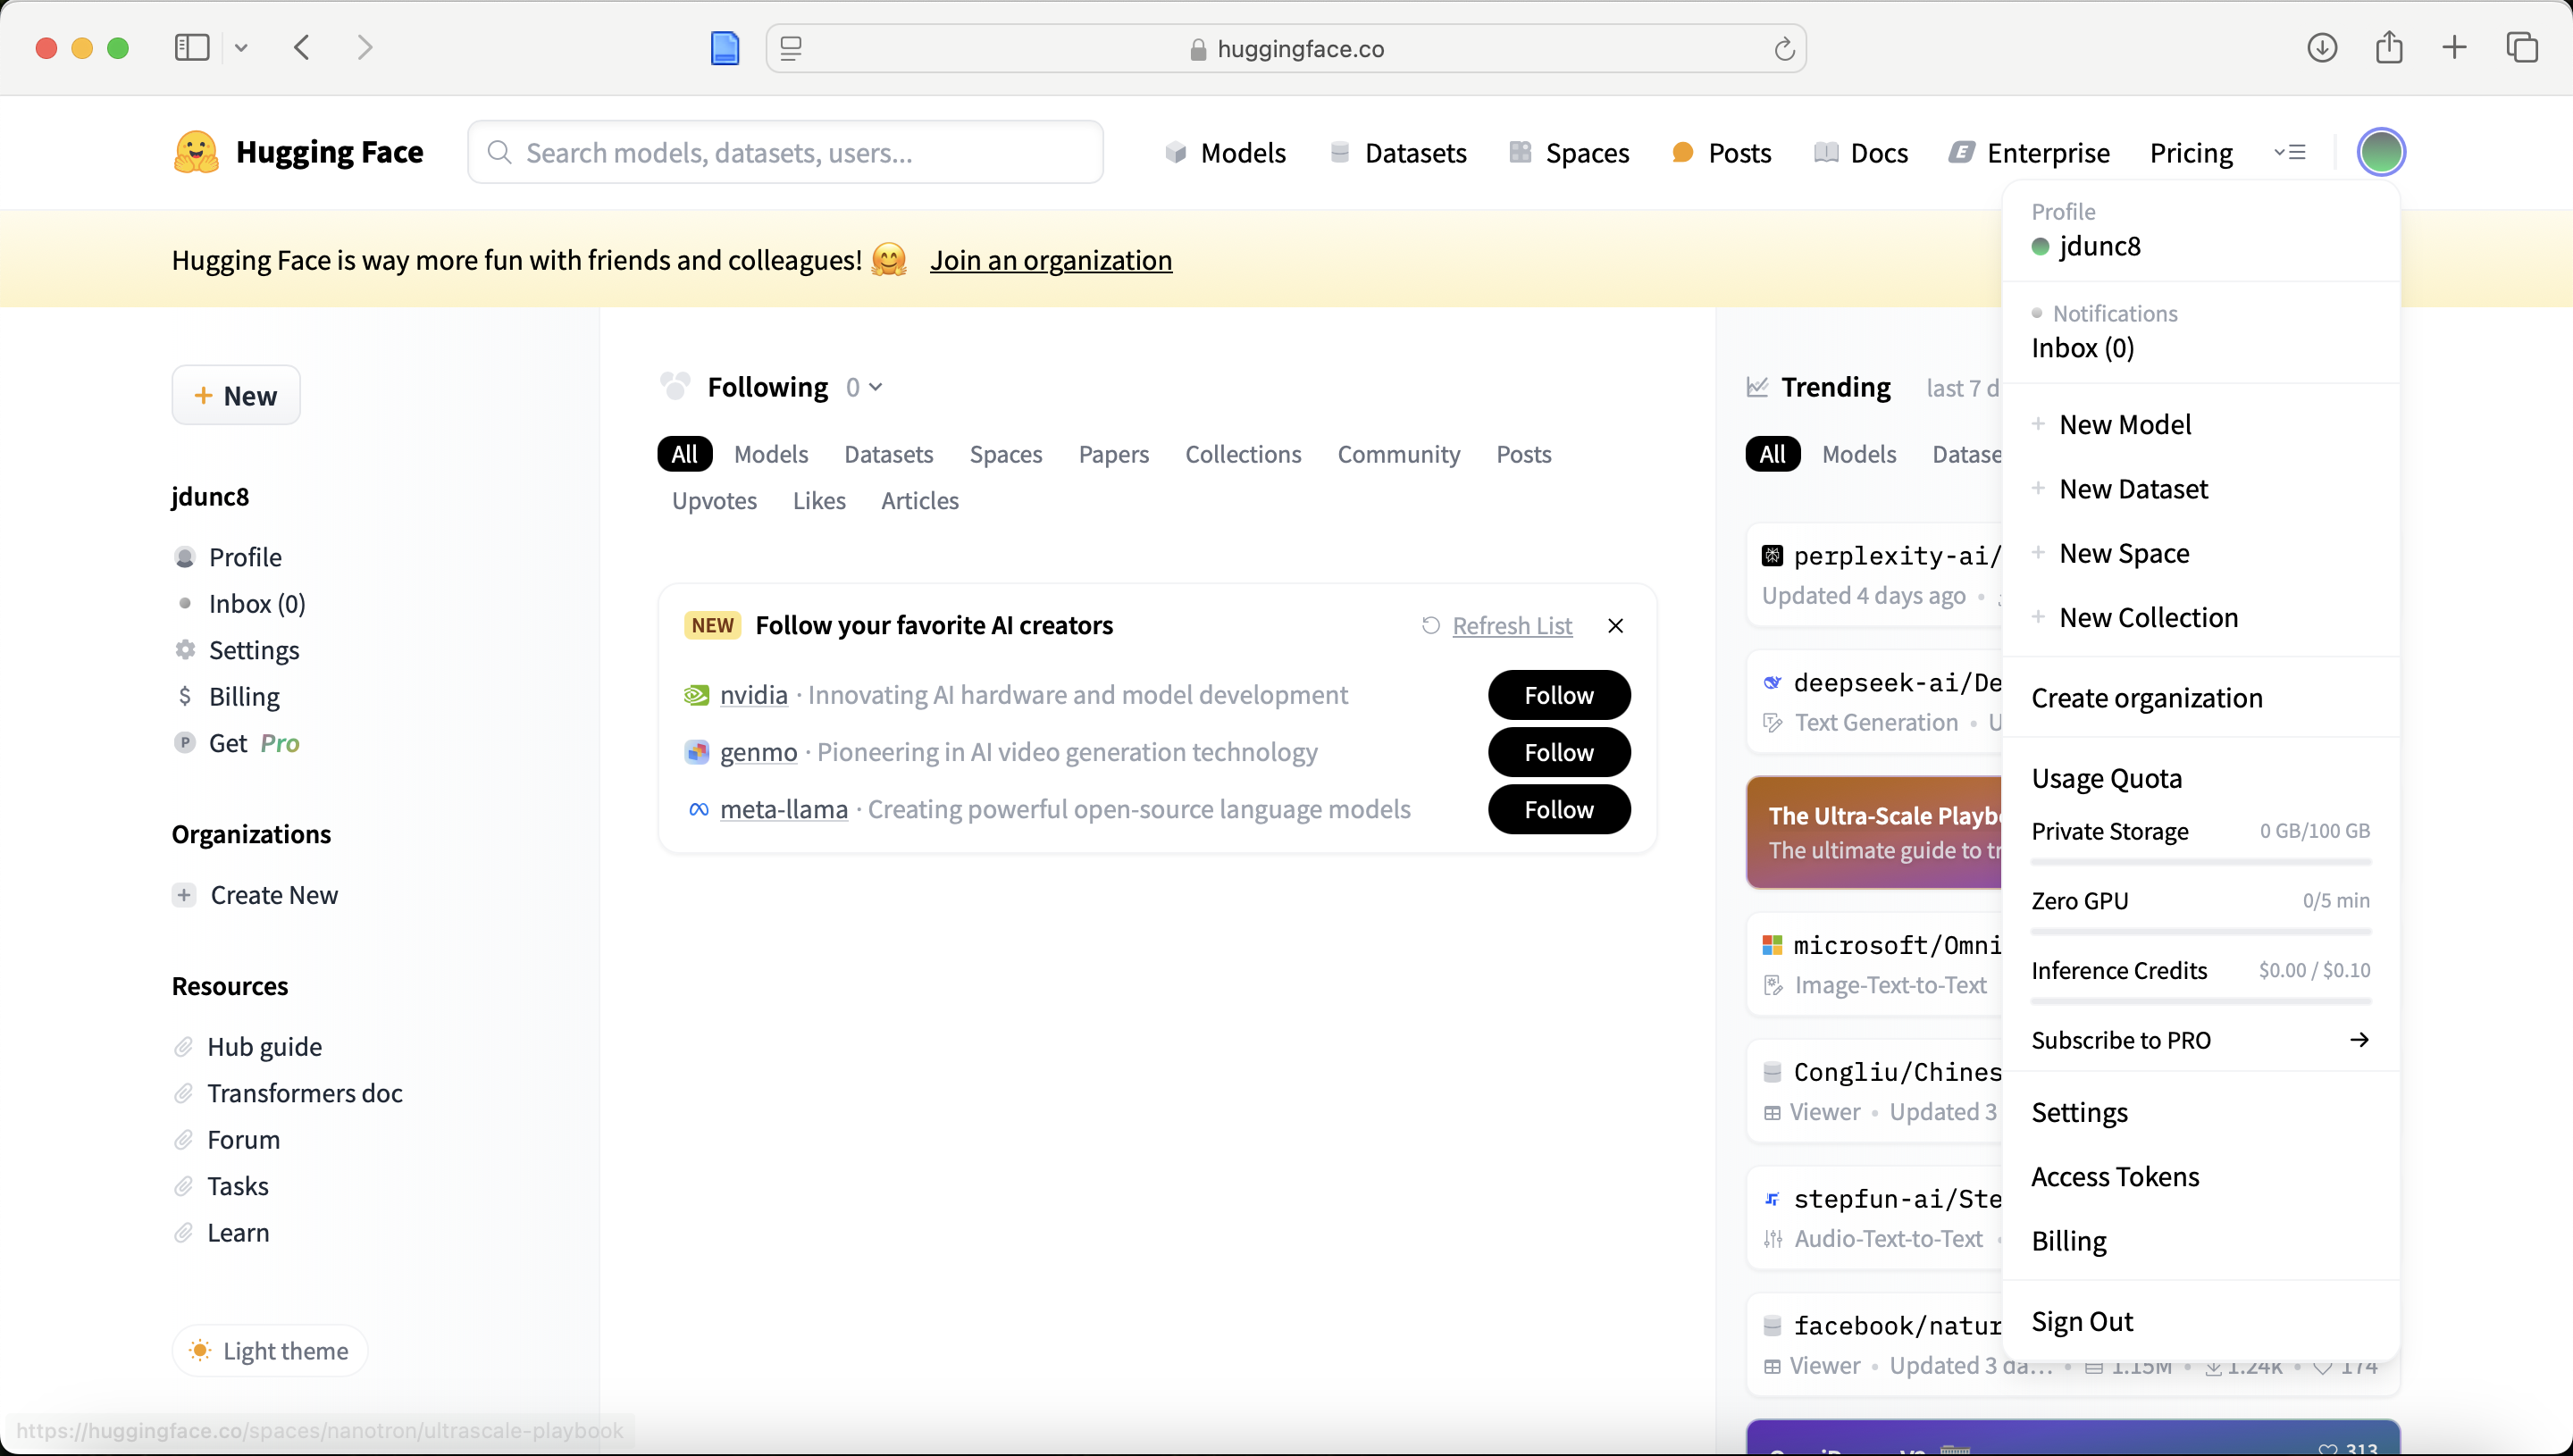 huggingface.co
Hugging Face
Search models, datasets, users...
Models
Datasets
Spaces
Posts
Docs
Enterprise
Pricing
Hugging Face is way more fun with friends and colleagues! 🤗 Join an organization
+ New
jdunc8
Profile
Inbox (0)
Settings
Billing
Get Pro
Organizations
Create New
Resources
Hub guide
Transformers doc
Forum
Tasks
Learn
Light theme
https://huggingface.co/spaces/nanotron/ultrascale-playbook
Following 0
All Models Datasets Spaces Papers Collections Community Posts
Upvotes Likes Articles
NEW Follow your favorite AI creators Refresh List
nvidia · Innovating AI hardware and model development Follow
genmo · Pioneering in AI video generation technology Follow
meta-llama · Creating powerful open-source language models Follow
Trending last 7 d
All Models Datase
perplexity-ai/
Updated 4 days ago •
deepseek-ai/De
Text Generation • U
The Ultra-Scale Playbo
The ultimate guide to tr
microsoft/Omni
Image-Text-to-Text
Congliu/Chines
Viewer • Updated 3
stepfun-ai/Ste
Audio-Text-to-Text •
facebook/natur
Viewer • Updated 3 da... • 1.15M • 1.24k • 174
313
Profile
jdunc8
Notifications
Inbox (0)
+ New Model
+ New Dataset
+ New Space
+ New Collection
Create organization
Usage Quota
Private Storage 0 GB/100 GB
Zero GPU 0/5 min
Inference Credits $0.00 / $0.10
Subscribe to PRO →
Settings
Access Tokens
Billing
Sign Out